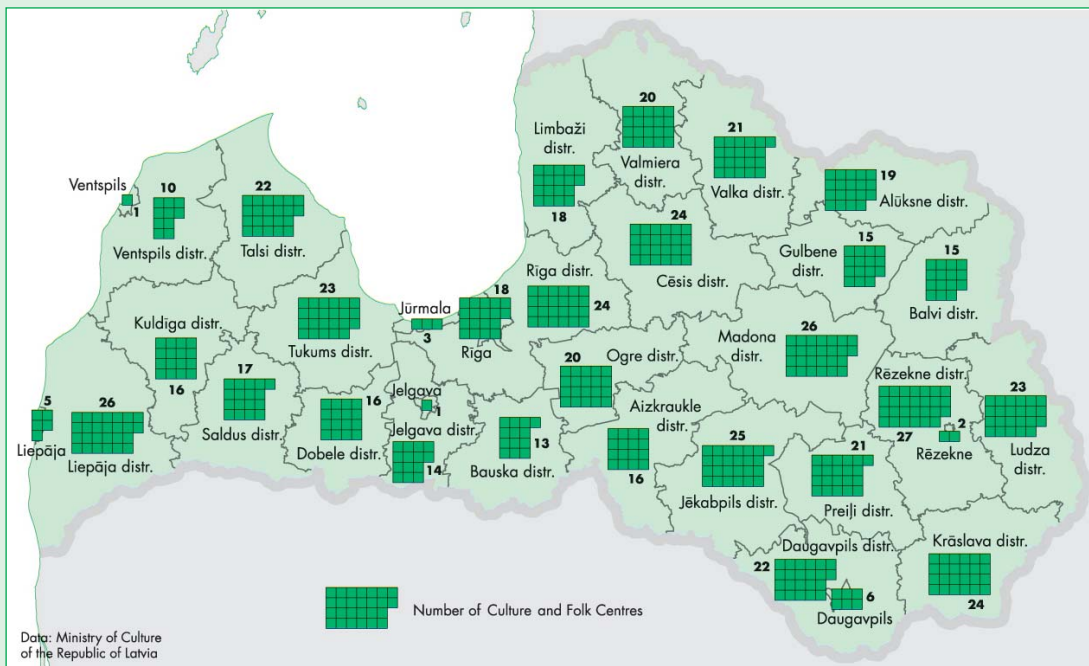 20
Limbaži
distr.
21
Valmiera
distr.
Valka distr.
Ventspils
10
22
19
Alūksne distr.
1
18
24
Ventspils distr.
Talsi distr.
Gulbene
distr.
15
15
Rīga distr.
Cēsis distr.
23
Jūrmala
18
24
Balvi distr.
Kuldīga distr.
Madona
distr.
26
3
Rīga
Tukums distr.
20
Ogre distr.
Rēzekne distr.
17
16
16
Jelgava
1
Aizkraukle
distr.
23
5
26
Saldus distr.
Jelgava distr.
25
2
Liepāja
Liepāja distr.
Dobele distr.
13
27
Rēzekne
Ludza
distr.
14
Bauska distr.
16
21
Jēkabpils distr.
Preiļi distr.
Daugavpils distr.
Krāslava distr.
22
6
24
Daugavpils
Number of Culture and Folk Centres
Data: Ministry of Culture
of the Republic of Latvia